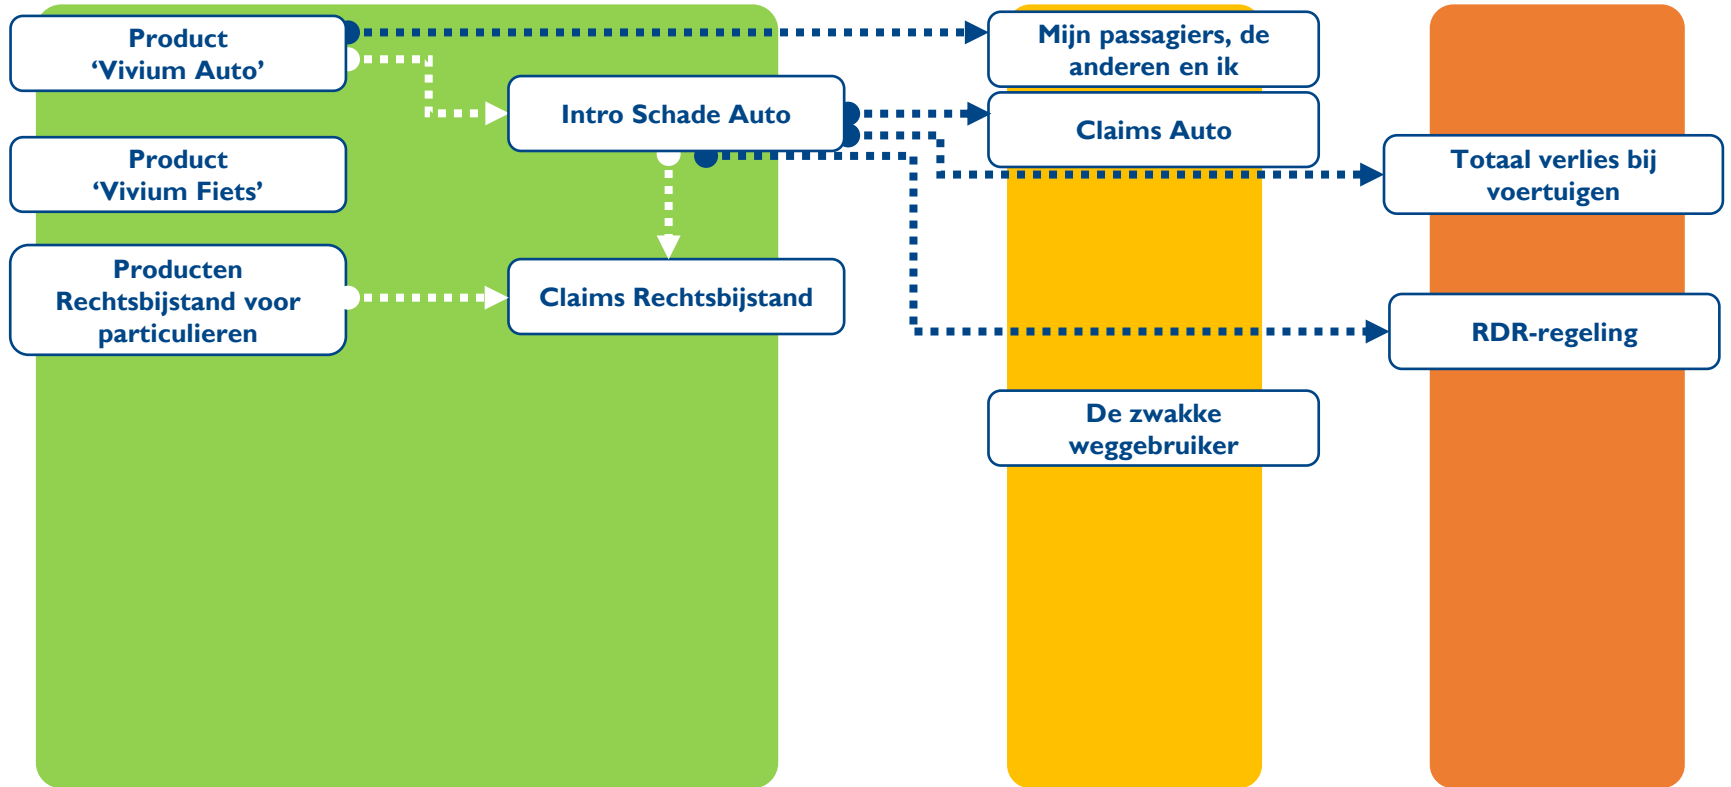 Product
‘Vivium Auto’
Product
‘Vivium Fiets’
Producten
Rechtsbijstand voor
particulieren
Intro Schade Auto
Claims Rechtsbijstand
Mijn passagiers, de
anderen en ik
Claims Auto
De zwakke
weggebruiker
Totaal verlies bij
voertuigen
RDR-regeling